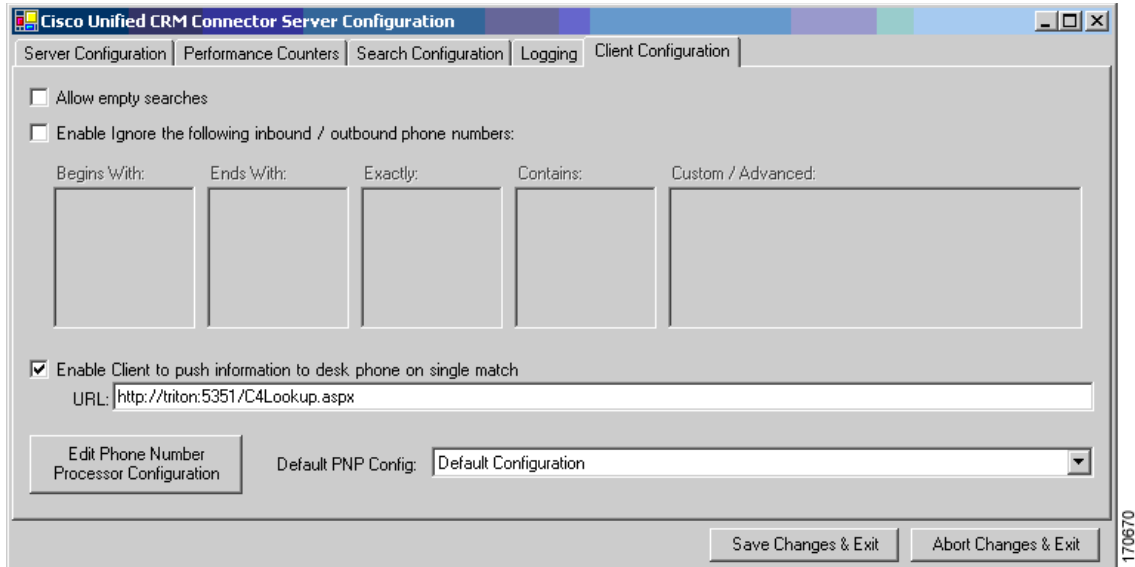 Cisco Unified CRM Connector Server Configuration
Server Configuration Performance Counters Search Configuration Logging Client Configuration
Allow empty searches
Enable Ignore the following inbound / outbound phone numbers:
Begins With: Ends With: Exactly: Contains: Custom / Advanced:
Enable Client to push information to desk phone on single match
URL: http://triton:5351/C4Lookup.aspx
Edit Phone Number
Processor Configuration
Default PNP Config: Default Configuration
Save Changes & Exit Abort Changes & Exit
170670